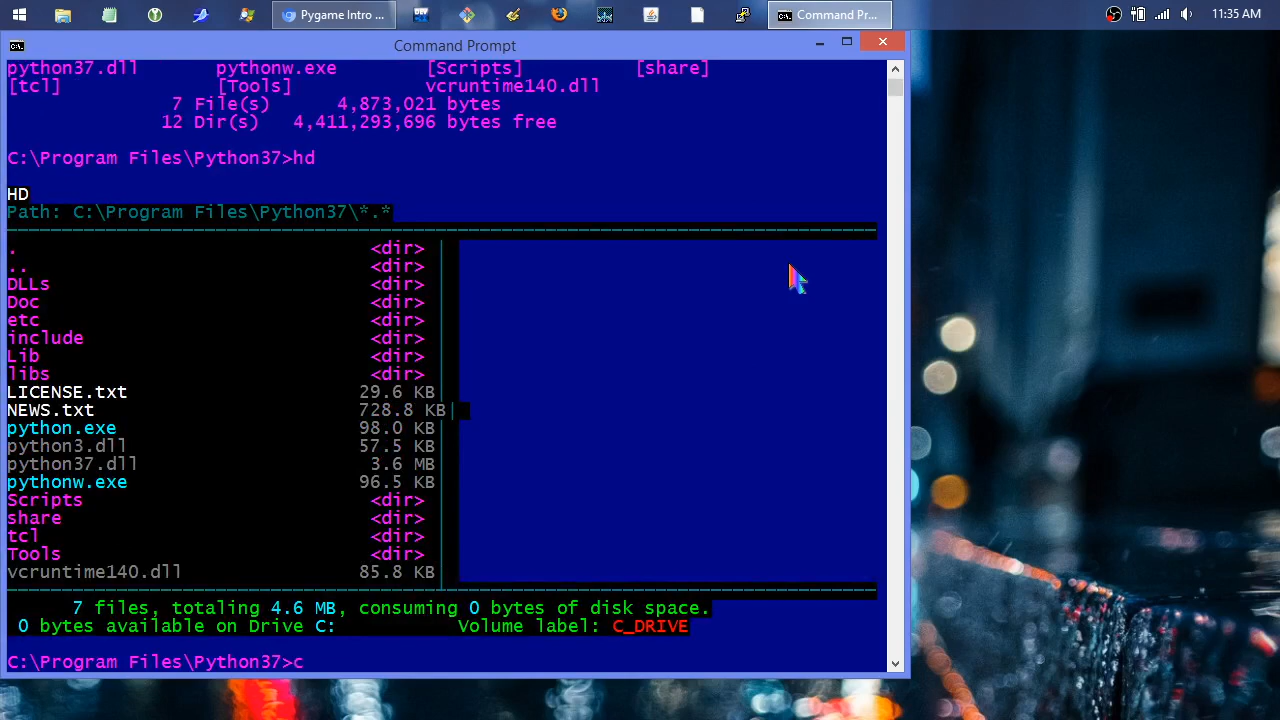 Pygame Intro ...
Command Pr...
11:35 AM
Command Prompt
python37.dll pythonw.exe [Scripts] [share]
[tcl] [Tools] vcruntime140.dll
7 File(s) 4,873,021 bytes
12 Dir(s) 4,411,293,696 bytes free
C:\Program Files\Python37>hd
HD
Path: C:\Program Files\Python37\*.*
. <dir>
.. <dir>
DLLs <dir>
Doc <dir>
etc <dir>
include <dir>
Lib <dir>
libs <dir>
LICENSE.txt 29.6 KB
NEWS.txt 728.8 KB
python.exe 98.0 KB
python3.dll 57.5 KB
python37.dll 3.6 MB
pythonw.exe 96.5 KB
Scripts <dir>
share <dir>
tcl <dir>
Tools <dir>
vcruntime140.dll 85.8 KB
7 files, totaling 4.6 MB, consuming 0 bytes of disk space.
0 bytes available on Drive C: Volume label: C_DRIVE
C:\Program Files\Python37>c